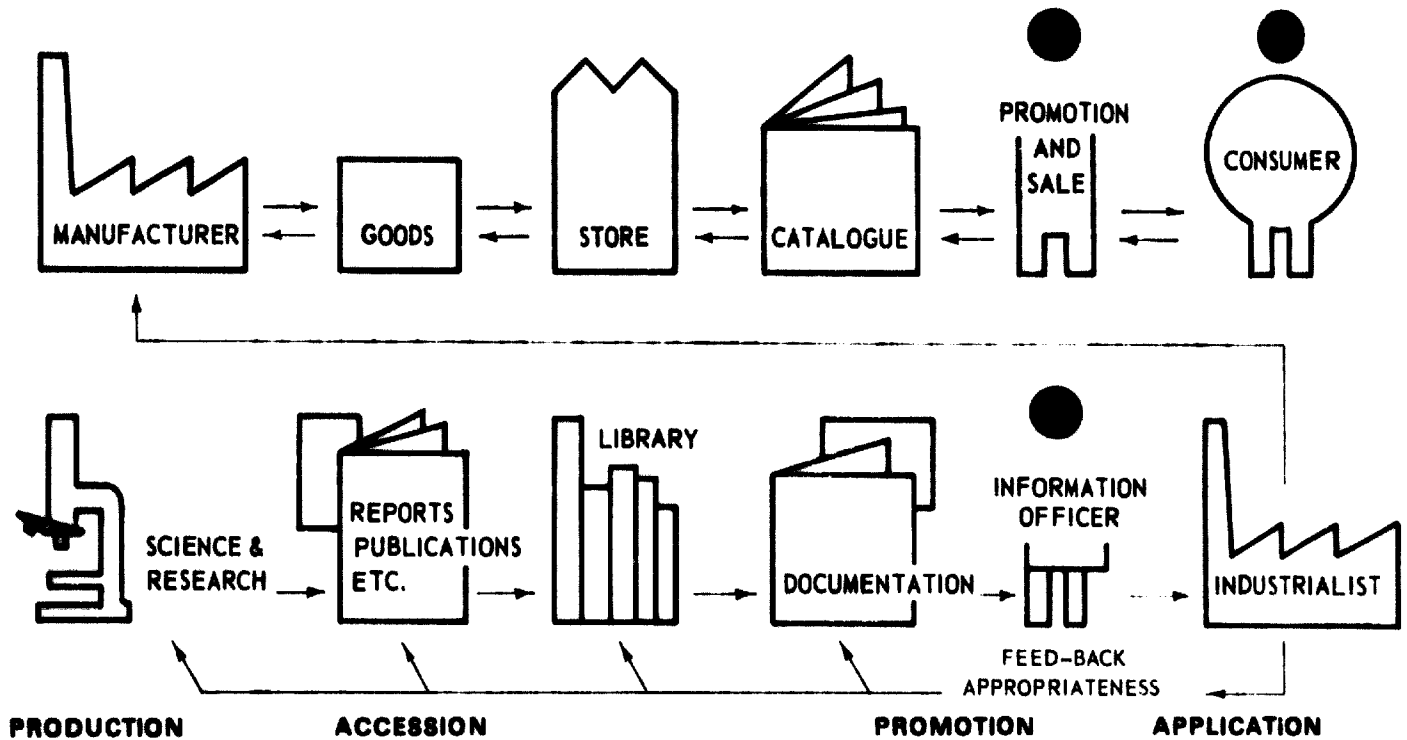 PROMOTION
AND
SALE
CONSUMER
MANUFACTURER
GOODS
STORE
CATALOGUE
LIBRARY
REPORTS
PUBLICATIONS
ETC.
SCIENCE &
RESEARCH
DOCUMENTATION
INFORMATION
OFFICER
INDUSTRIALIST
FEED-BACK
APPROPRIATENESS
PRODUCTION
ACCESSION
PROMOTION
APPLICATION